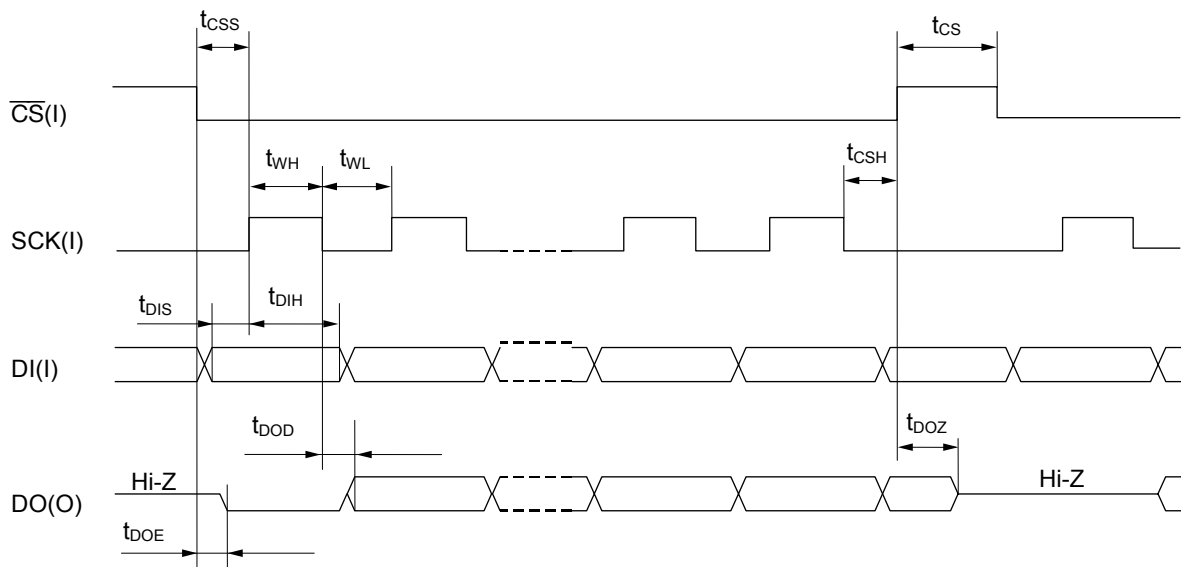 tCSS
tCS
CS(I)
tWH
tWL
tCSH
SCK(I)
tDIS
tDIH
DI(I)
tDOD
tDOZ
Hi-Z
Hi-Z
DO(O)
tDOE